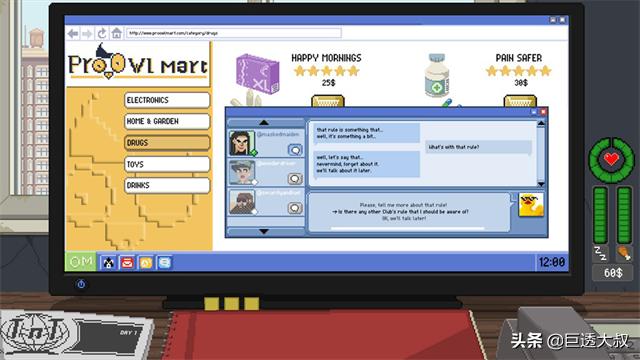 http://www.proowlmart.com/category/drugs
ProOwl mart
ELECTRONICS
HOME & GARDEN
DRUGS
TOYS
DRINKS
HAPPY MORNINGS
25$
PAIN SAFER
30$
XL
@maskedmaiden
that rule is something that...
well, it's something a bit...
What's with that rule?
well, let's say that...
nevermind, forget about it.
we'll talk about it later.
Please, tell me more about that rule!
→ Is there any other Club's rule that I should be aware of?
OK, we'll talk later!
OM
12:00
60$
TnT
DAY 1
头条 @巨透大叔